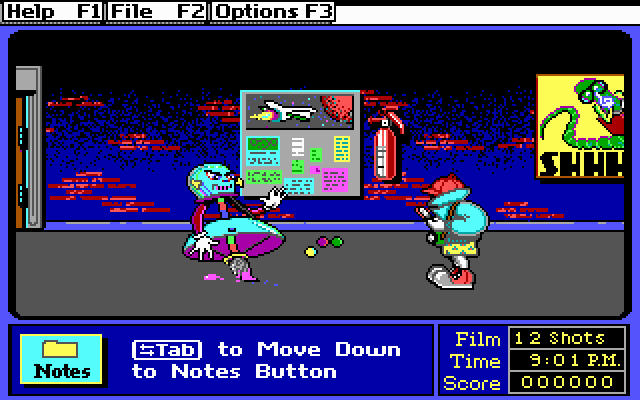 Help F1 File F2 Options F3
SHHH
Notes
Tab to Move Down
to Notes Button
Film 12 Shots
Time 9:01 P.M.
Score 000000